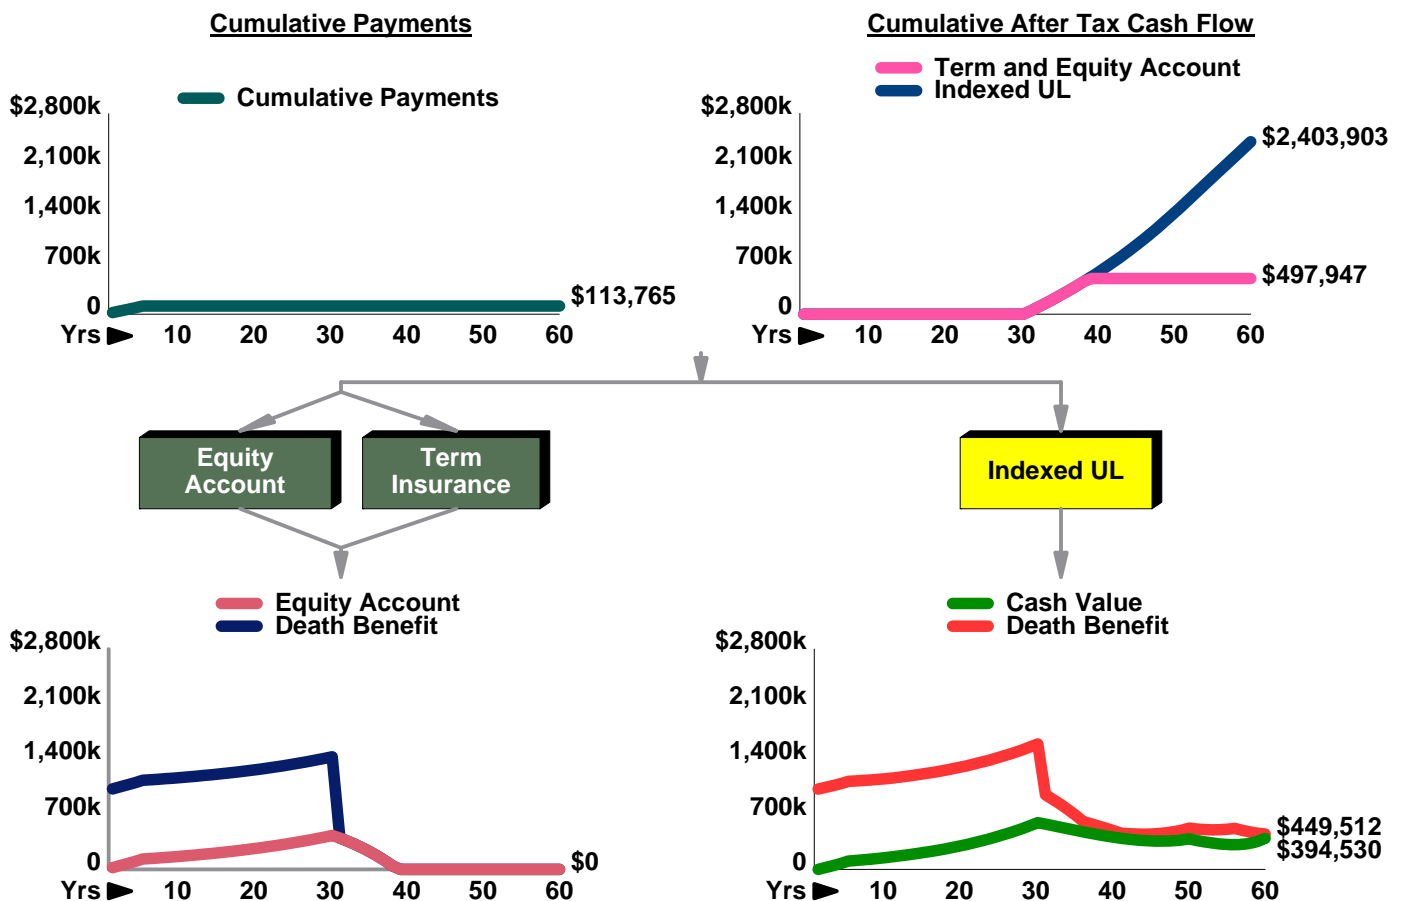 Cumulative Payments
Cumulative Payments
$2,800k
2,100k
1,400k
700k
0
$113,765
Yrs 10 20 30 40 50 60
Cumulative After Tax Cash Flow
Term and Equity Account
Indexed UL
$2,800k
2,100k
1,400k
700k
0
$2,403,903
$497,947
Yrs 10 20 30 40 50 60
Equity
Account
Term
Insurance
Indexed UL
Equity Account
Death Benefit
$2,800k
2,100k
1,400k
700k
0
$0
Yrs 10 20 30 40 50 60
Cash Value
Death Benefit
$2,800k
2,100k
1,400k
700k
0
$449,512
$394,530
Yrs 10 20 30 40 50 60